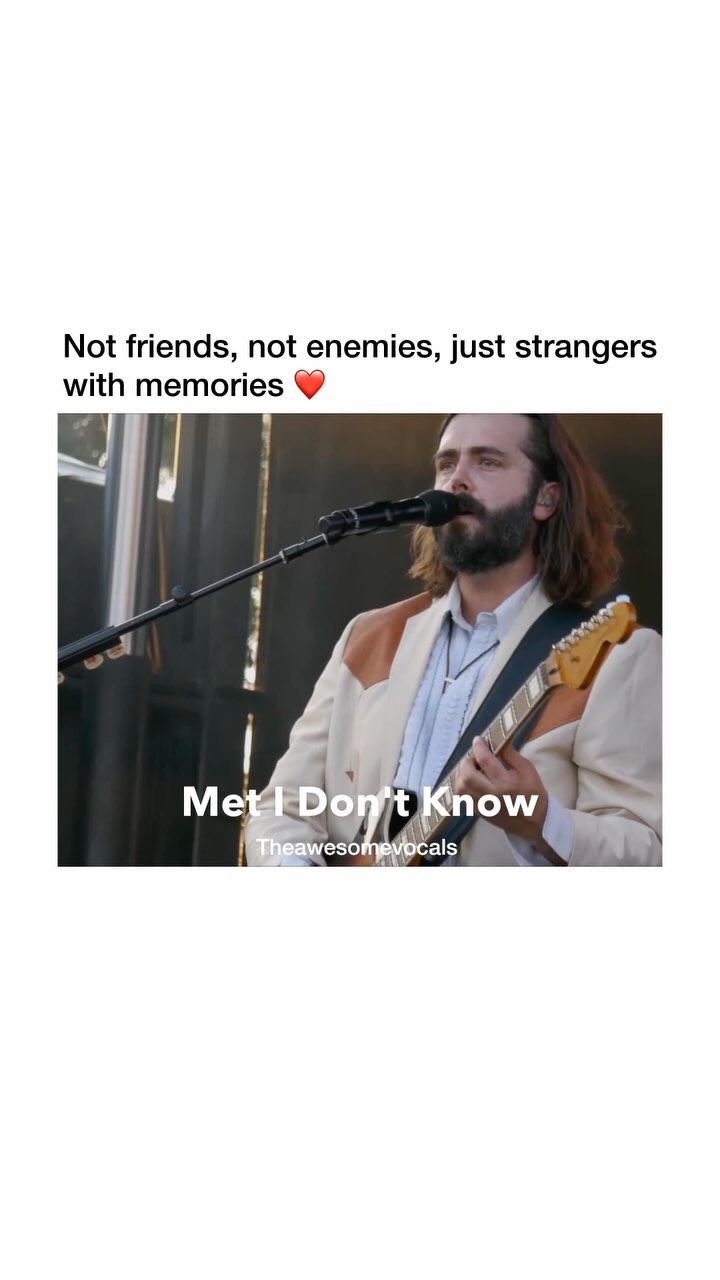 Not friends, not enemies, just strangers
with memories ❤️
Met I Don't Know
Theawesomevocals